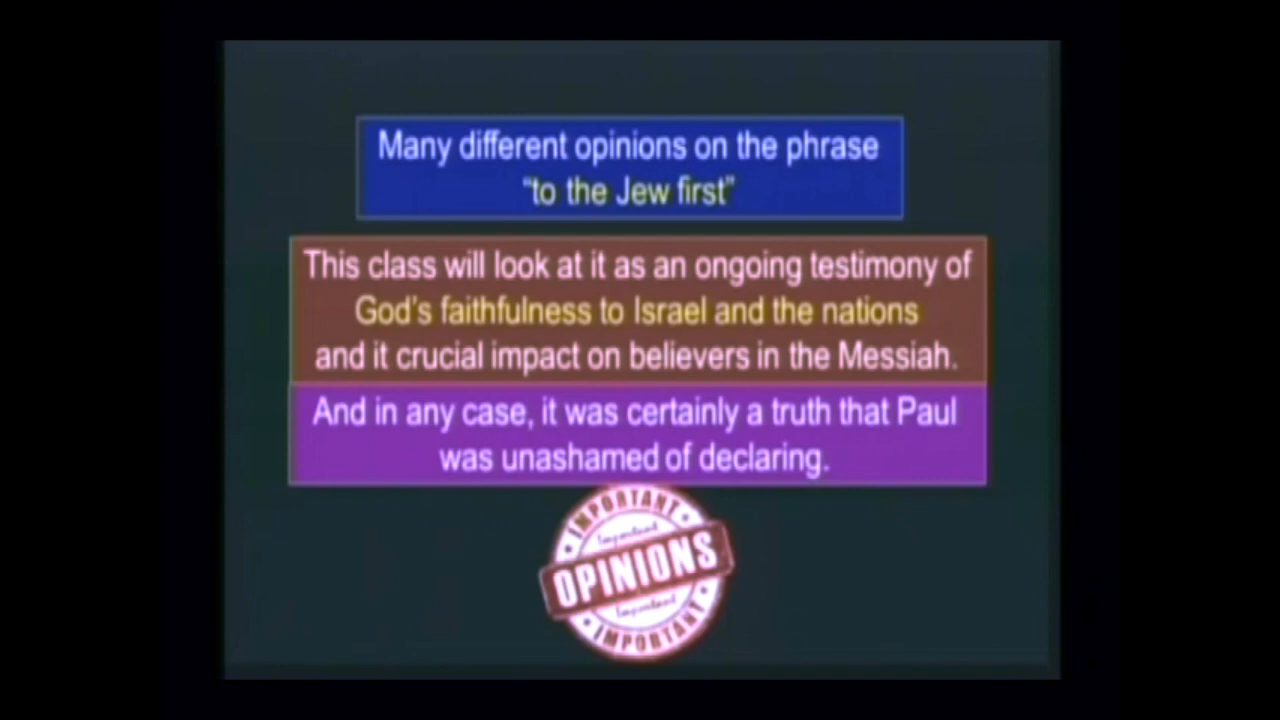 Many different opinions on the phrase
“to the Jew first”
This class will look at it as an ongoing testimony of
God’s faithfulness to Israel and the nations
and it crucial impact on believers in the Messiah.
And in any case, it was certainly a truth that Paul
was unashamed of declaring.
IMPORTANT
Important
OPINIONS
Important
IMPORTANT